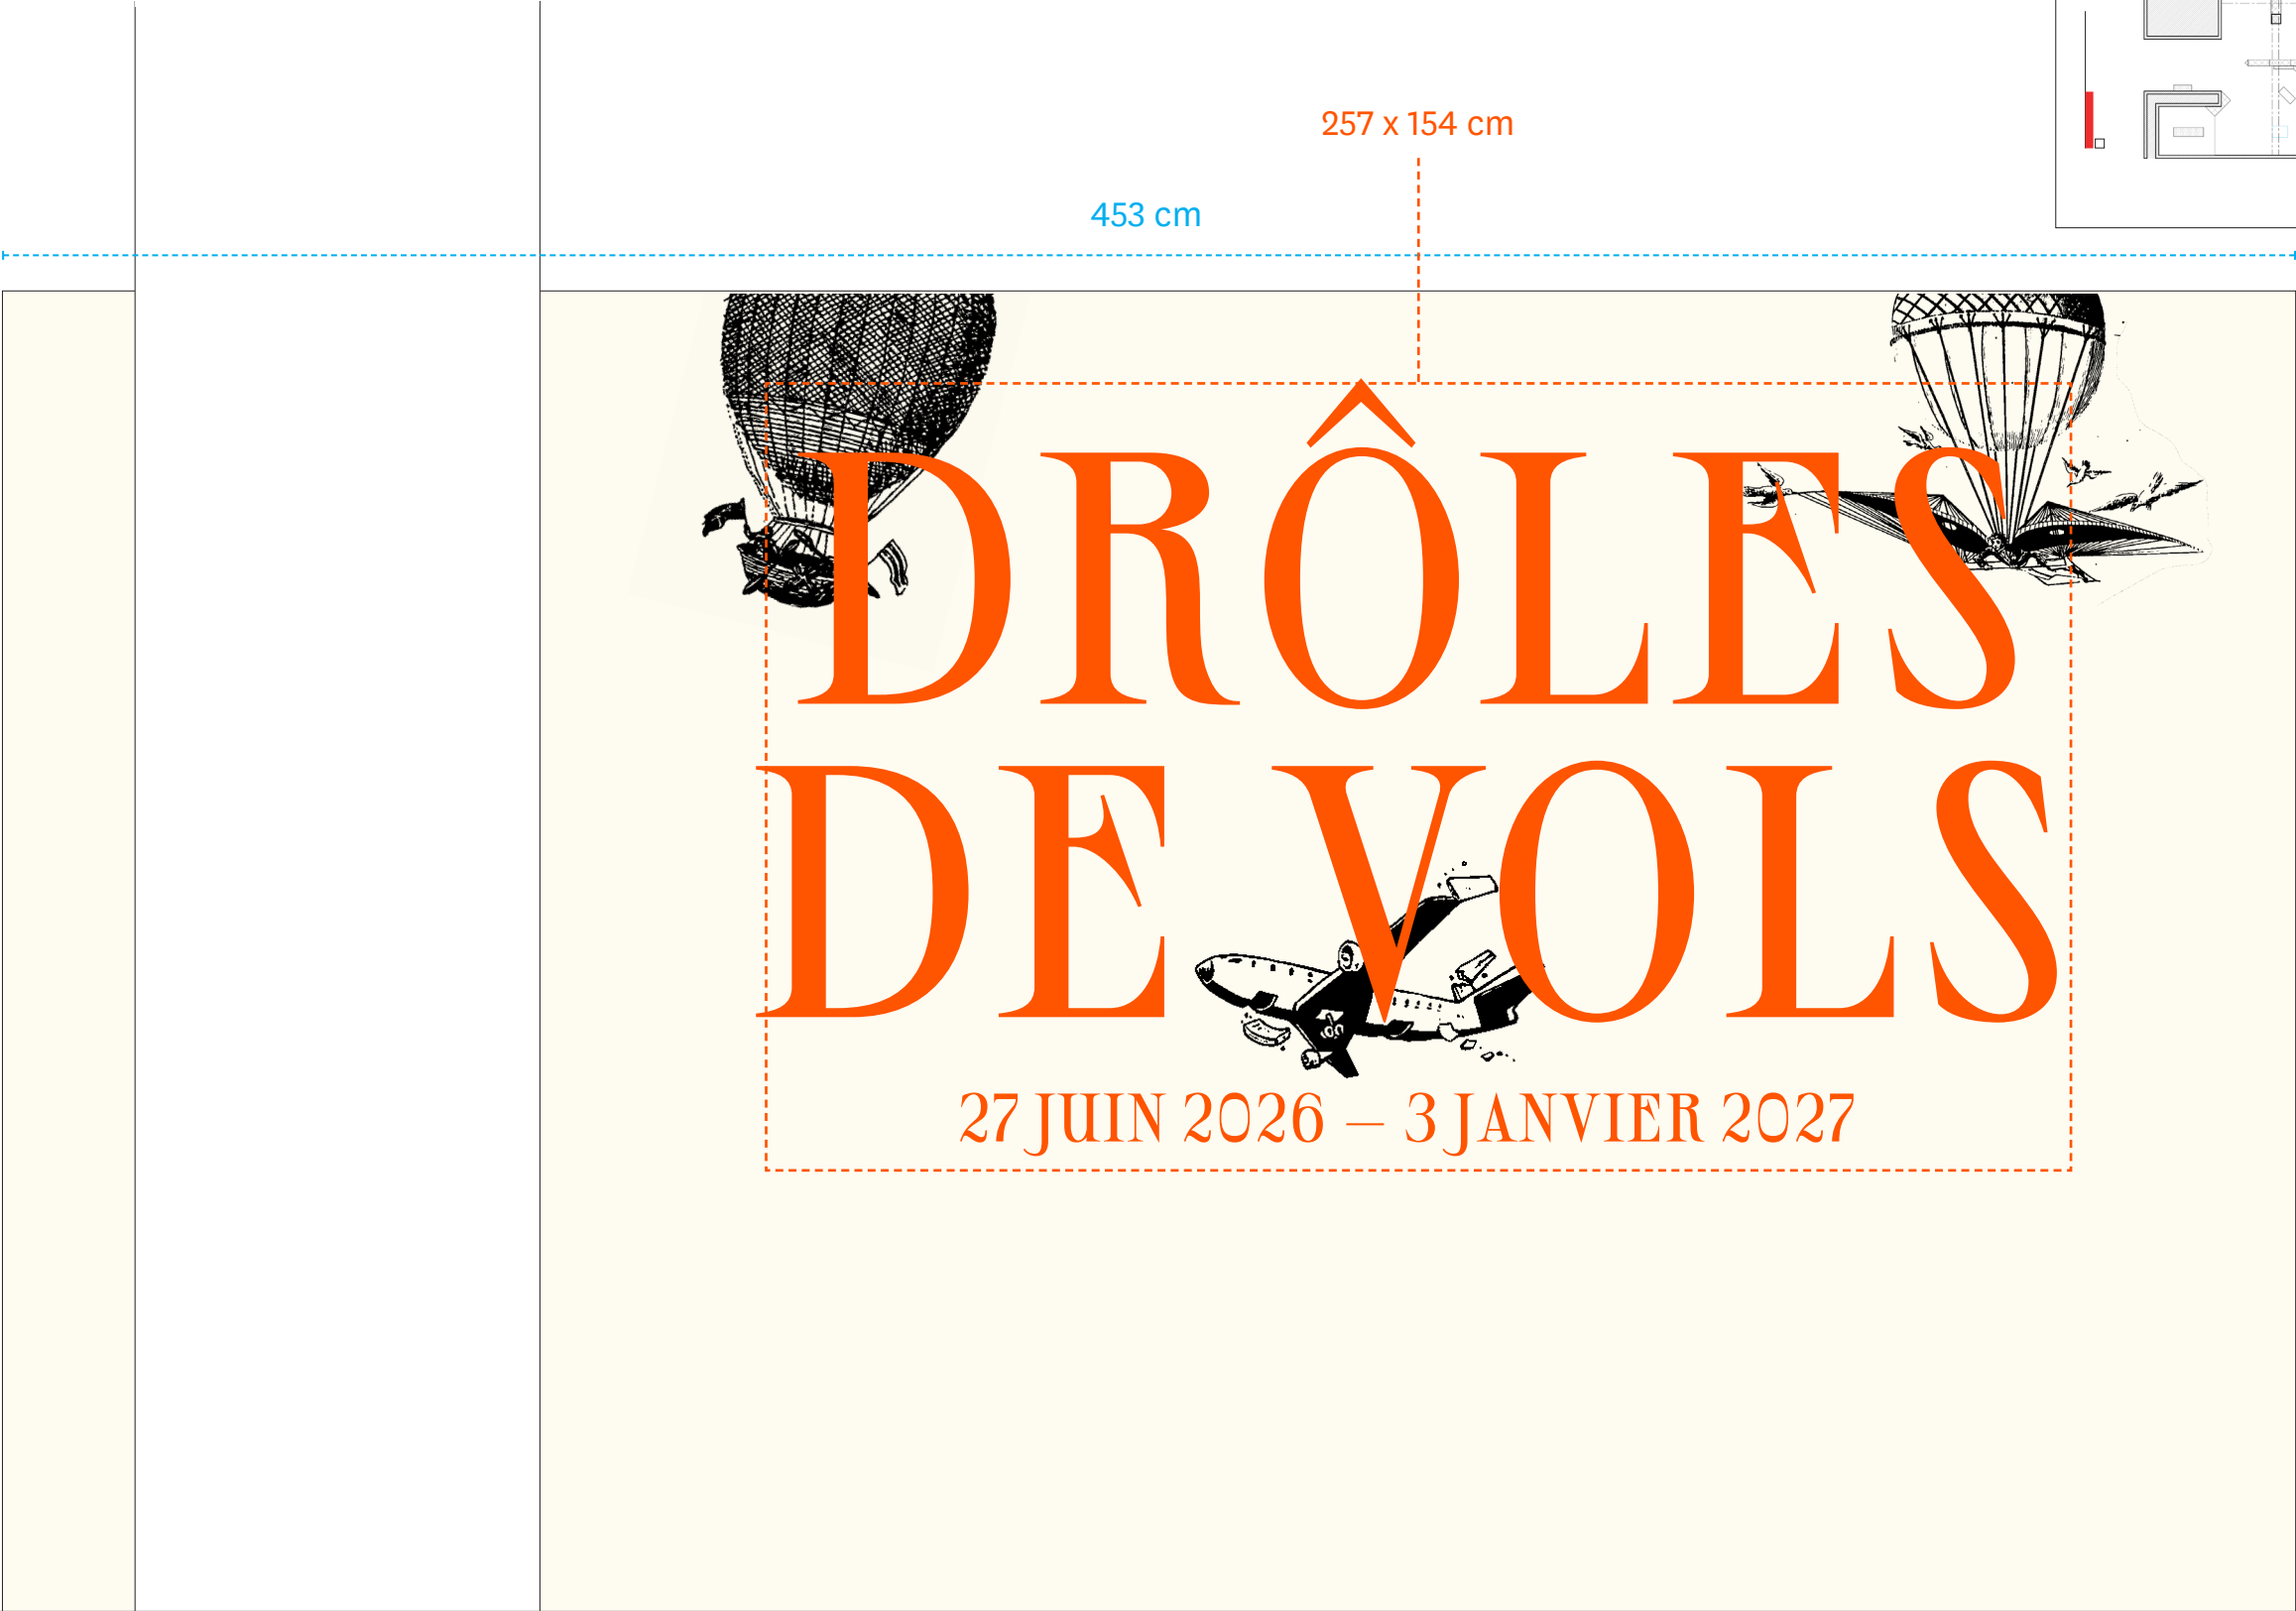 257 x 154 cm
453 cm
DRÔLES
DE VOLS
27 JUIN 2026 – 3 JANVIER 2027